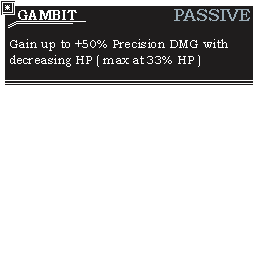 * GAMBIT PASSIVE
Gain up to +50% Precision DMG with
decreasing HP ( max at 33% HP )